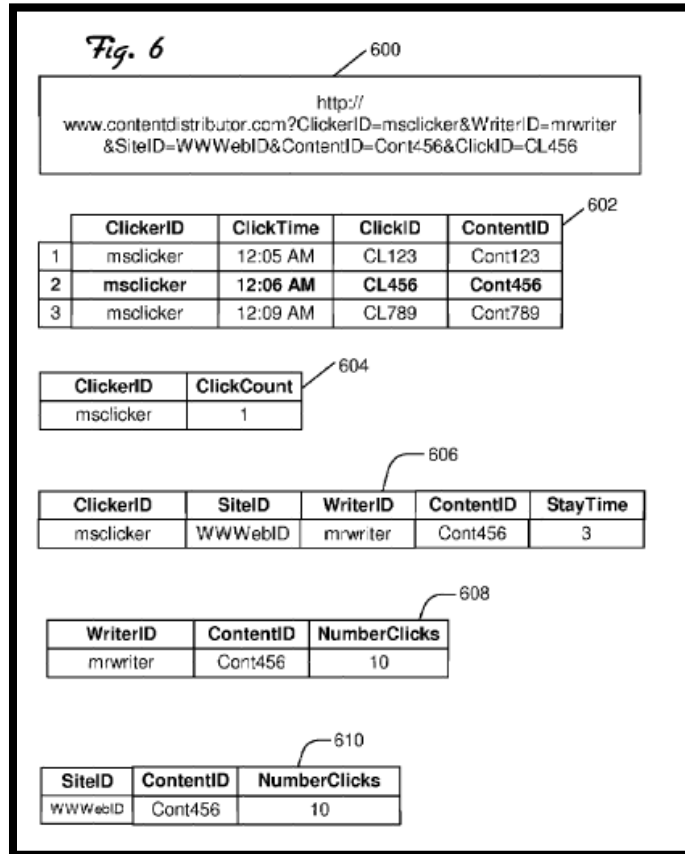 Fig. 6
600
http://
www.contentdistributor.com?ClickerID=msclicker&WriterID=mrwriter
&SiteID=WWWebID&ContentID=Cont456&ClickID=CL456
602
ClickerID ClickTime ClickID ContentID
1 msclicker 12:05 AM CL123 Cont123
2 msclicker 12:06 AM CL456 Cont456
3 msclicker 12:09 AM CL789 Cont789
604
ClickerID ClickCount
msclicker 1
606
ClickerID SiteID WriterID ContentID StayTime
msclicker WWWebID mrwriter Cont456 3
608
WriterID ContentID NumberClicks
mrwriter Cont456 10
610
SiteID ContentID NumberClicks
WWWebID Cont456 10